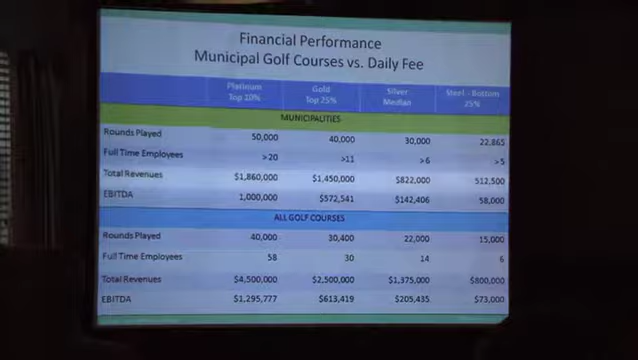 Financial Performance
Municipal Golf Courses vs. Daily Fee
Platinum Top 10% Gold Top 25% Silver Median Steel - Bottom 25%
MUNICIPALITIES
Rounds Played 50,000 40,000 30,000 22,865
Full Time Employees >20 >11 >6 >5
Total Revenues $1,860,000 $1,450,000 $822,000 512,500
EBITDA 1,000,000 $572,541 $142,406 58,000
ALL GOLF COURSES
Rounds Played 40,000 30,400 22,000 15,000
Full Time Employees 58 30 14 6
Total Revenues $4,500,000 $2,500,000 $1,375,000 $800,000
EBITDA $1,295,777 $613,419 $205,435 $73,000